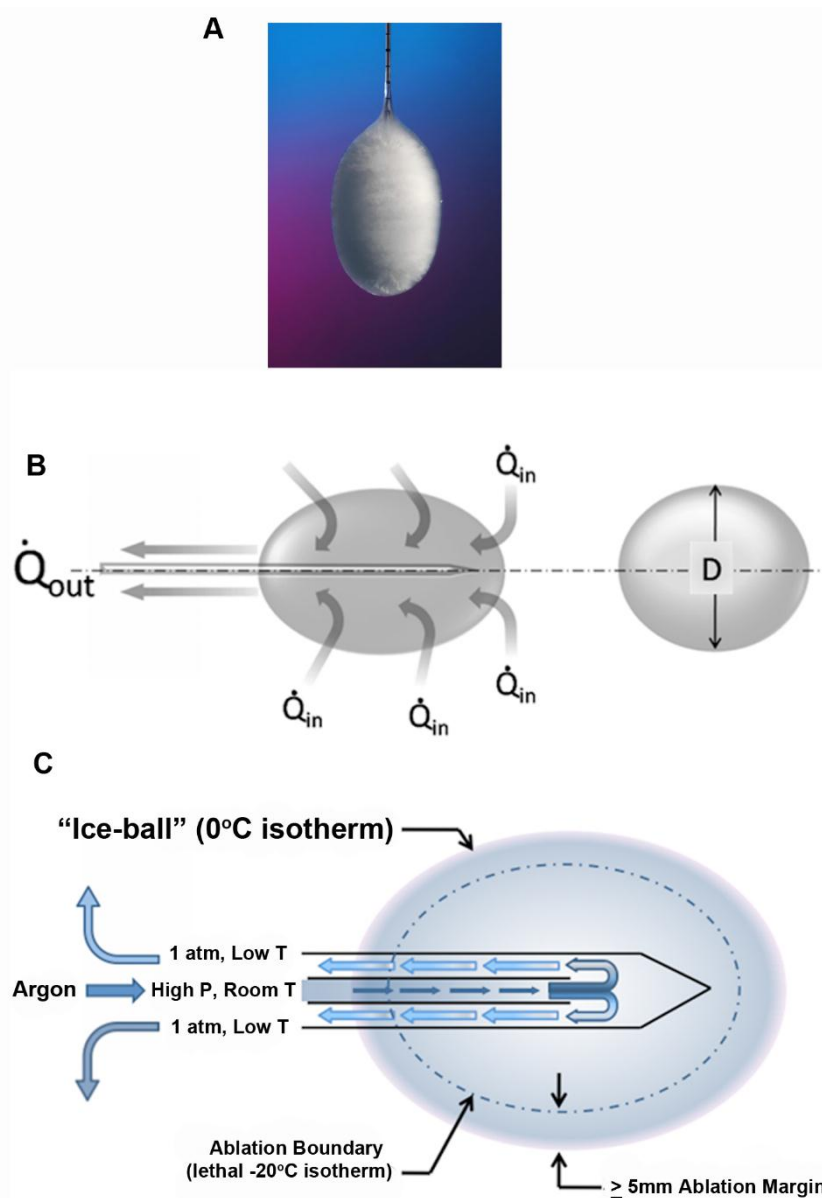 A
B
Q̇in
Q̇out
D
Q̇in
Q̇in
Q̇in
C
“Ice-ball” (0°C isotherm)
1 atm, Low T
Argon
High P, Room T
1 atm, Low T
Ablation Boundary
(lethal -20°C isotherm)
≥ 5mm Ablation Margin